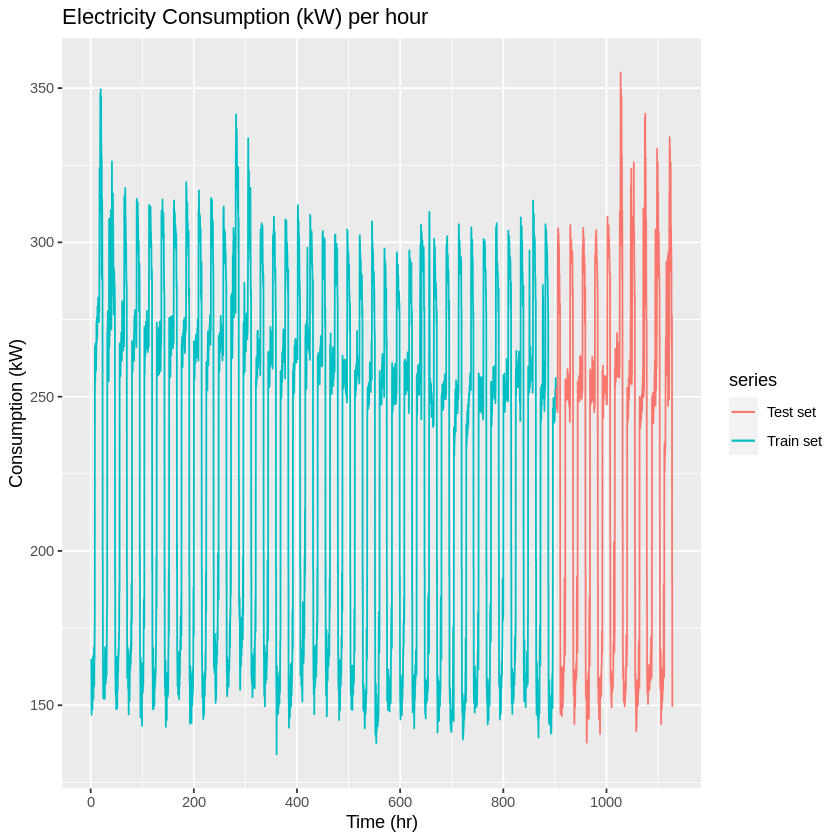 Electricity Consumption (kW) per hour
350
300
250
200
150
Consumption (kW)
0 200 400 600 800 1000
Time (hr)
series
Test set
Train set